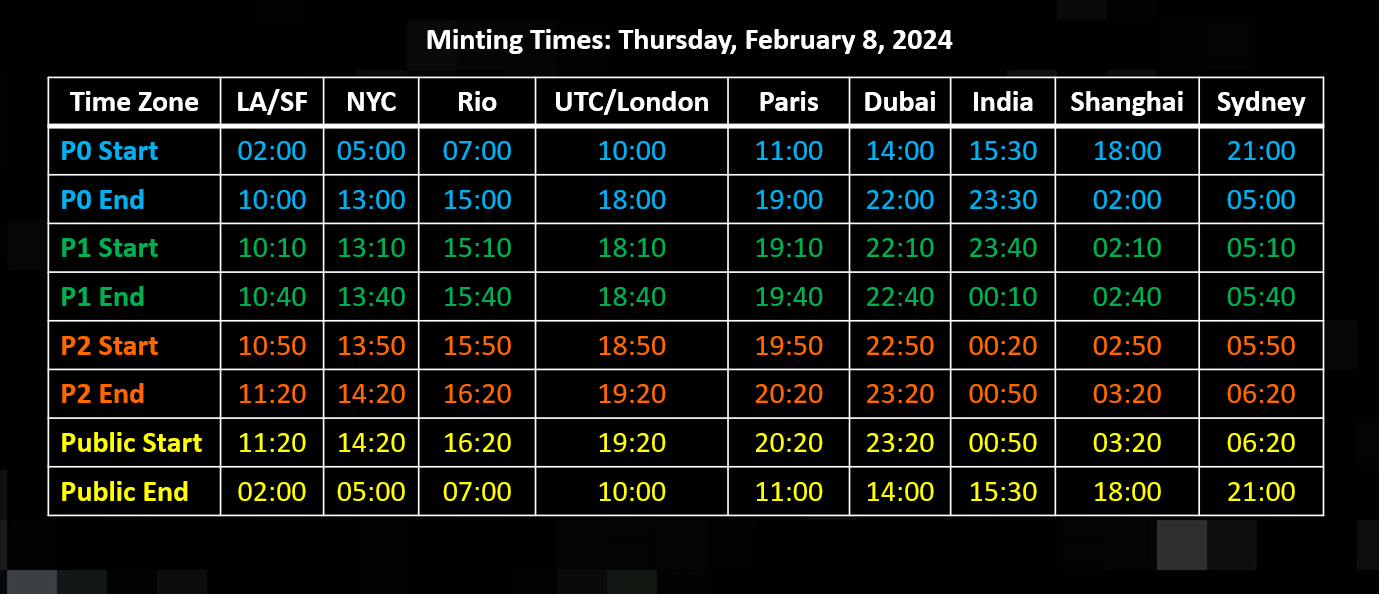 Minting Times: Thursday, February 8, 2024
Time Zone LA/SF NYC Rio UTC/London Paris Dubai India Shanghai Sydney
P0 Start 02:00 05:00 07:00 10:00 11:00 14:00 15:30 18:00 21:00
P0 End 10:00 13:00 15:00 18:00 19:00 22:00 23:30 02:00 05:00
P1 Start 10:10 13:10 15:10 18:10 19:10 22:10 23:40 02:10 05:10
P1 End 10:40 13:40 15:40 18:40 19:40 22:40 00:10 02:40 05:40
P2 Start 10:50 13:50 15:50 18:50 19:50 22:50 00:20 02:50 05:50
P2 End 11:20 14:20 16:20 19:20 20:20 23:20 00:50 03:20 06:20
Public Start 11:20 14:20 16:20 19:20 20:20 23:20 00:50 03:20 06:20
Public End 02:00 05:00 07:00 10:00 11:00 14:00 15:30 18:00 21:00